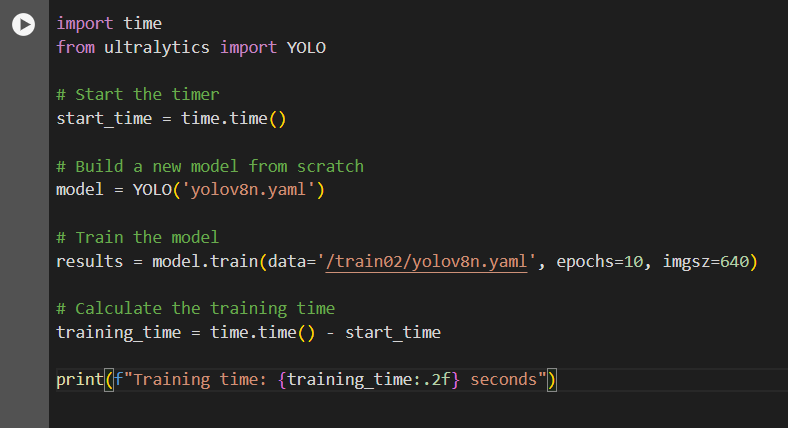 import time
from ultralytics import YOLO
# Start the timer
start_time = time.time()
# Build a new model from scratch
model = YOLO('yolov8n.yaml')
# Train the model
results = model.train(data='/train02/yolov8n.yaml', epochs=10, imgsz=640)
# Calculate the training time
training_time = time.time() - start_time
print(f"Training time: {training_time:.2f} seconds")